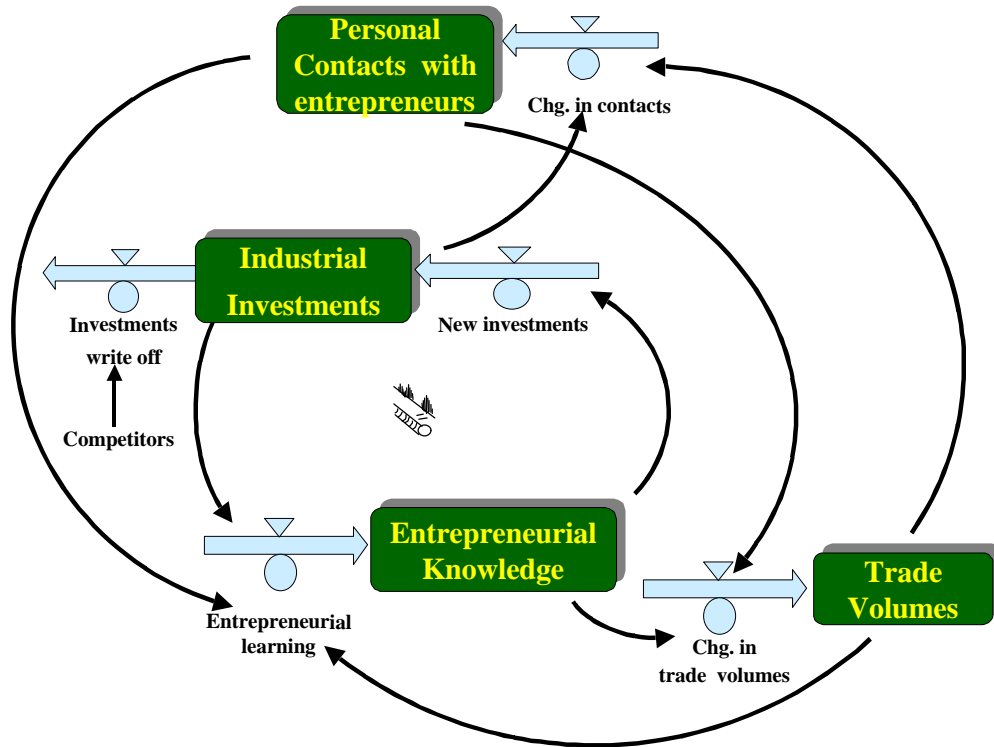 Personal
Contacts with
entrepreneurs
Chg. in contacts
Industrial
Investments
Investments
write off
New investments
Competitors
Entrepreneurial
Knowledge
Entrepreneurial
learning
Trade
Volumes
Chg. in
trade volumes